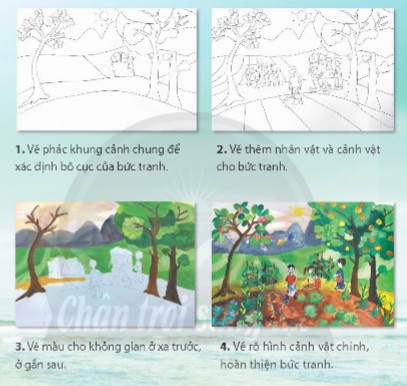 1. Vẽ phác khung cảnh chung để
xác định bố cục của bức tranh.
2. Vẽ thêm nhân vật và cảnh vật
cho bức tranh.
3. Vẽ màu cho không gian ở xa trước,
ở gần sau.
4. Vẽ rõ hình cảnh vật chính,
hoàn thiện bức tranh.
Chân trời s